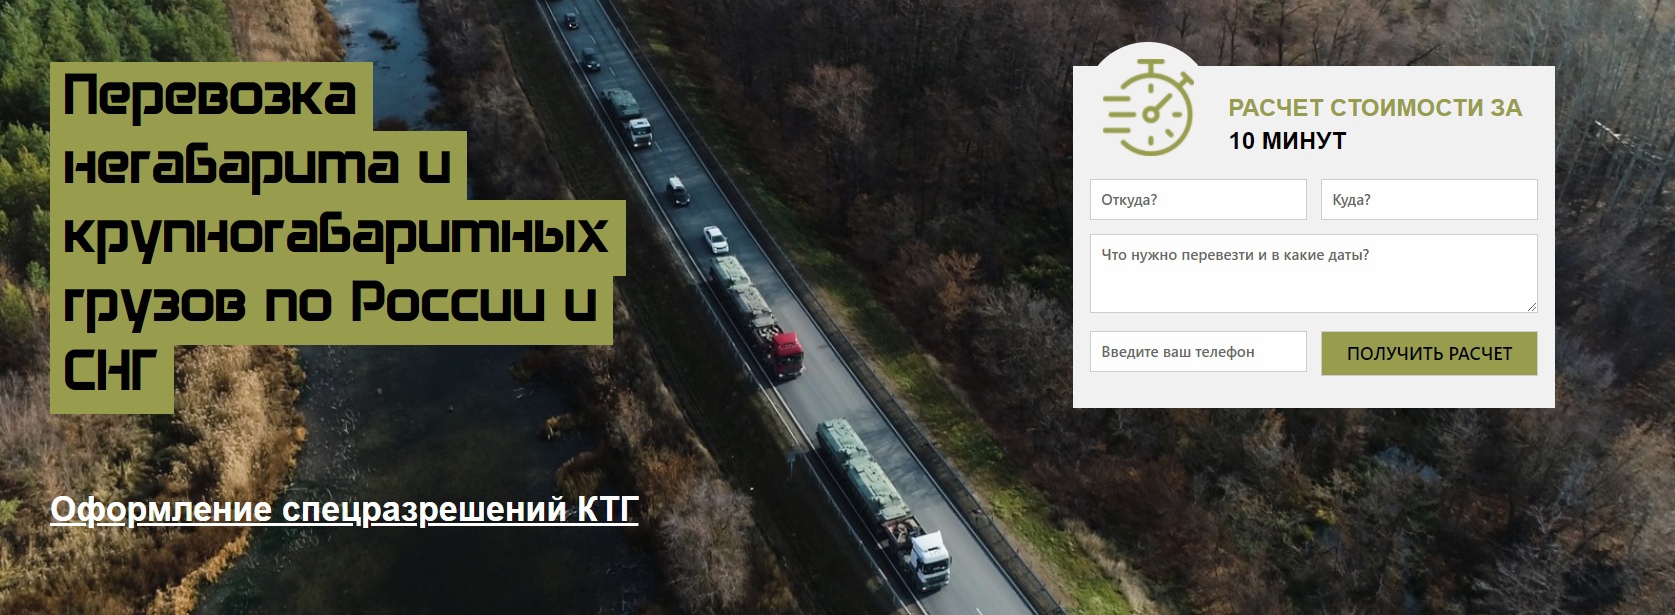 Перевозка
негабарита и
крупногабаритных
грузов по России и
СНГ
Оформление спецразрешений КТГ
РАСЧЕТ СТОИМОСТИ ЗА
10 МИНУТ
Откуда?
Куда?
Что нужно перевезти и в какие даты?
Введите ваш телефон
ПОЛУЧИТЬ РАСЧЕТ